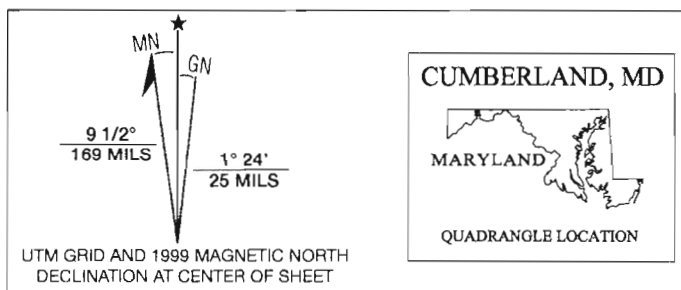 MN
GN
9 1/2°
169 MILS
1° 24'
25 MILS
UTM GRID AND 1999 MAGNETIC NORTH
DECLINATION AT CENTER OF SHEET
CUMBERLAND, MD
MARYLAND
QUADRANGLE LOCATION